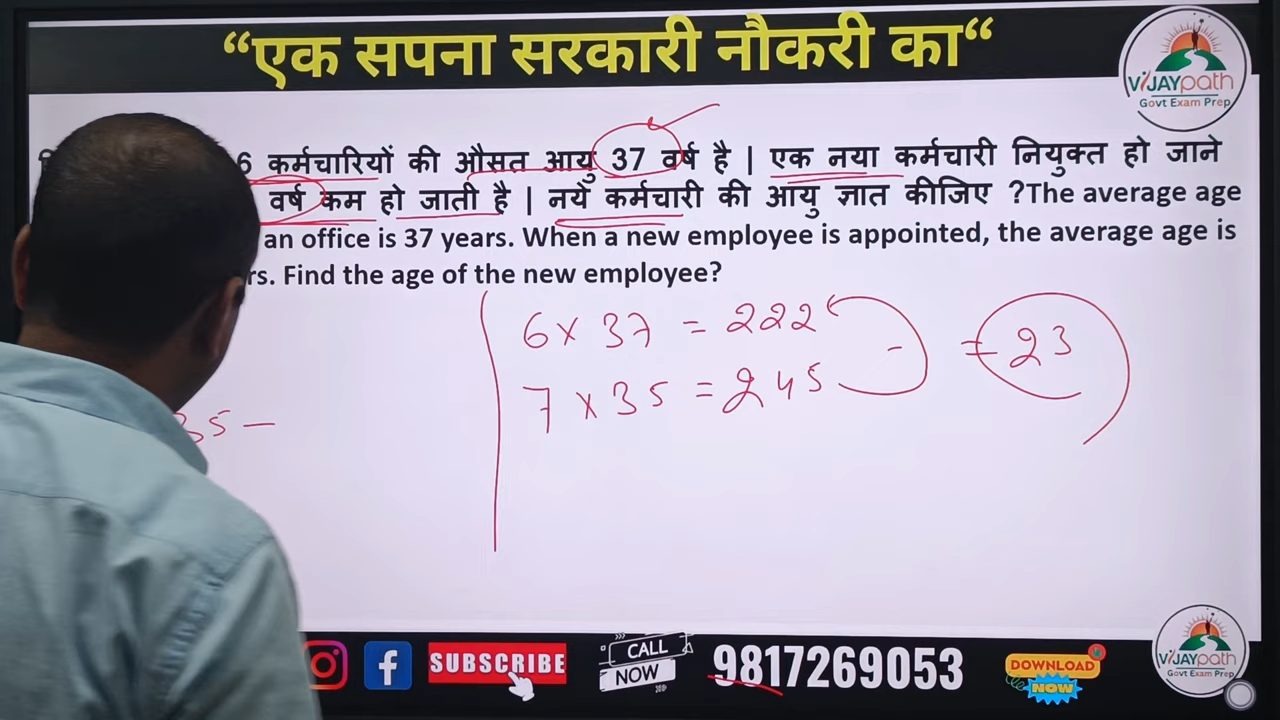 “एक सपना सरकारी नौकरी का“
VIJAYpath
Govt Exam Prep
6 कर्मचारियों की औसत आयु 37 वर्ष है | एक नया कर्मचारी नियुक्त हो जाने
वर्ष कम हो जाती है | नये कर्मचारी की आयु ज्ञात कीजिए ?The average age
an office is 37 years. When a new employee is appointed, the average age is
Find the age of the new employee?
6 x 37 = 222
7 x 35 = 245
- = 23
35 -
SUBSCRIBE
CALL
NOW
9817269053
DOWNLOAD
NOW
VIJAYpath
Govt Exam Prep